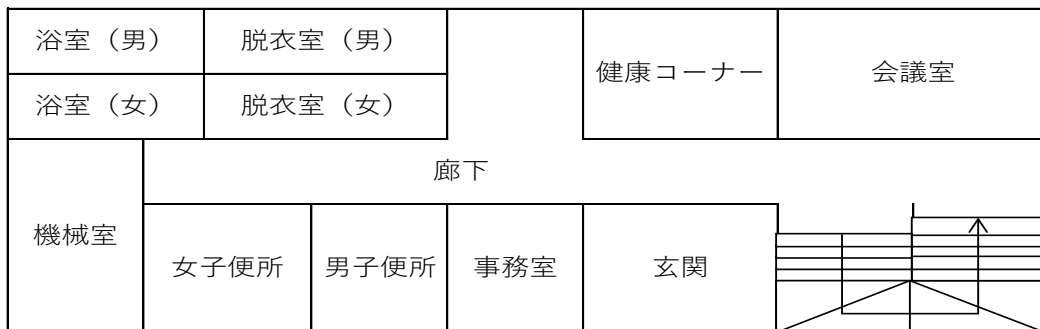 浴室（男）
脱衣室（男）
健康コーナー
会議室
浴室（女）
脱衣室（女）
廊下
機械室
女子便所
男子便所
事務室
玄関